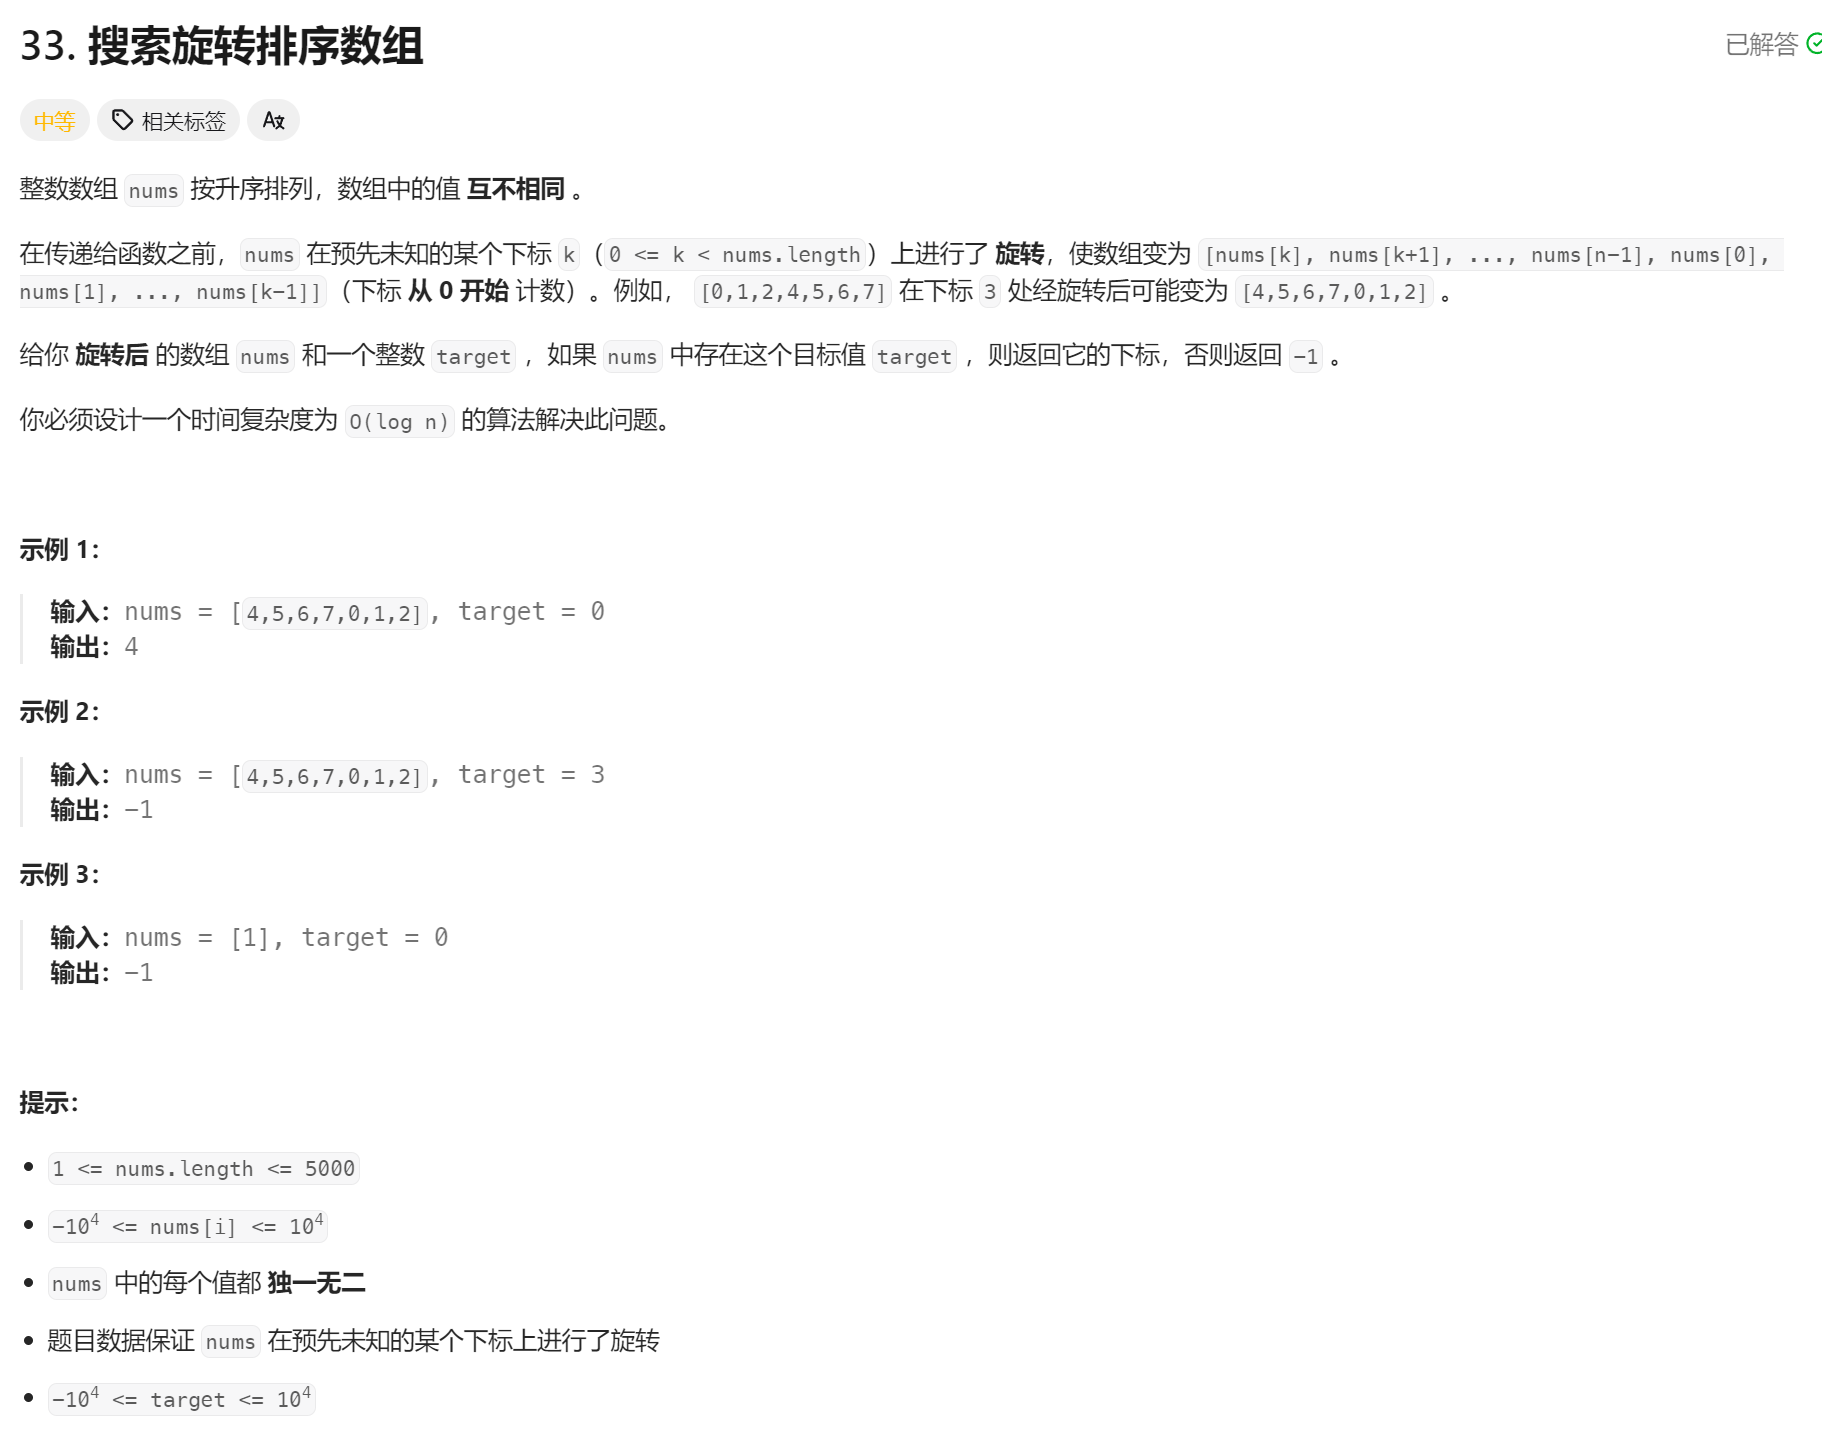 33. 搜索旋转排序数组
已解答
中等 相关标签
整数数组 nums 按升序排列，数组中的值 互不相同 。
在传递给函数之前，nums 在预先未知的某个下标 k（0 <= k < nums.length）上进行了 旋转，使数组变为 [nums[k], nums[k+1], ..., nums[n-1], nums[0],
nums[1], ..., nums[k-1]]（下标 从 0 开始 计数）。例如， [0,1,2,4,5,6,7] 在下标 3 处经旋转后可能变为 [4,5,6,7,0,1,2] 。
给你 旋转后 的数组 nums 和一个整数 target ，如果 nums 中存在这个目标值 target ，则返回它的下标，否则返回 -1 。
你必须设计一个时间复杂度为 O(log n) 的算法解决此问题。
示例 1：
输入：nums = [4,5,6,7,0,1,2], target = 0
输出：4
示例 2：
输入：nums = [4,5,6,7,0,1,2], target = 3
输出：-1
示例 3：
输入：nums = [1], target = 0
输出：-1
提示：
1 <= nums.length <= 5000
-10⁴ <= nums[i] <= 10⁴
nums 中的每个值都 独一无二
题目数据保证 nums 在预先未知的某个下标上进行了旋转
-10⁴ <= target <= 10⁴